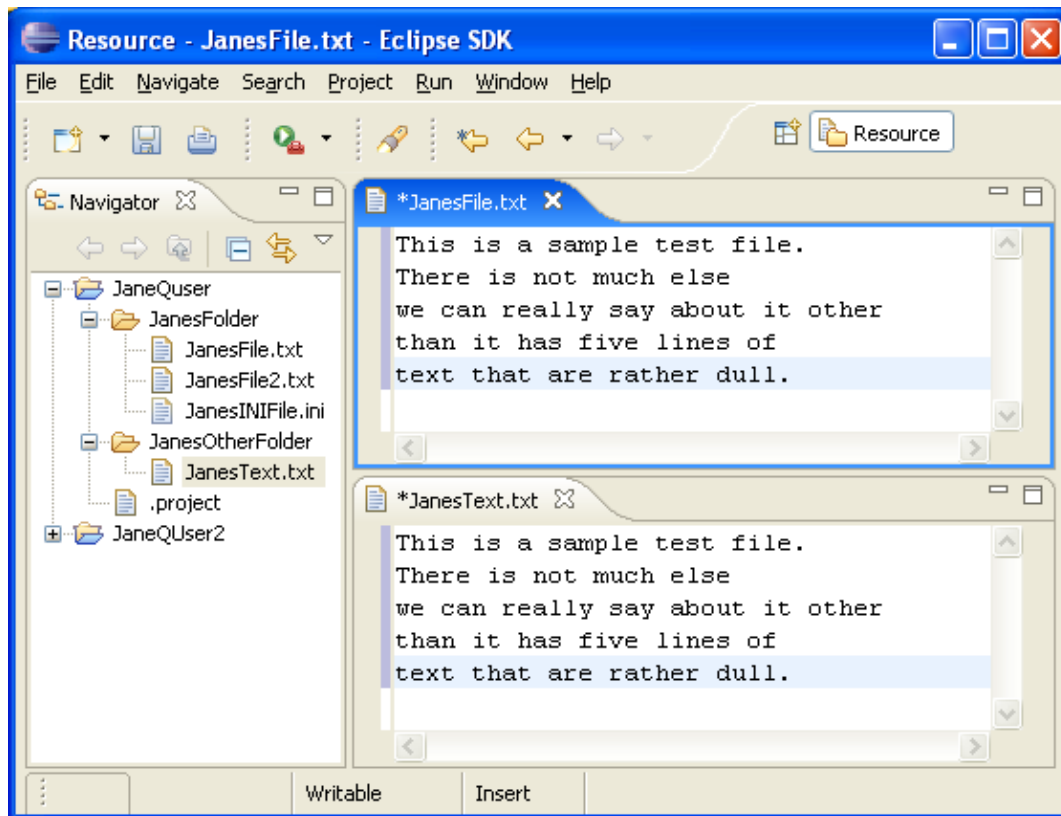 Resource - JanesFile.txt - Eclipse SDK
File Edit Navigate Search Project Run Window Help
Resource
Navigator
JaneQuser
JanesFolder
JanesFile.txt
JanesFile2.txt
JanesINIFile.ini
JanesOtherFolder
JanesText.txt
.project
JaneQUser2
*JanesFile.txt
This is a sample test file.
There is not much else
we can really say about it other
than it has five lines of
text that are rather dull.
*JanesText.txt
This is a sample test file.
There is not much else
we can really say about it other
than it has five lines of
text that are rather dull.
Writable Insert